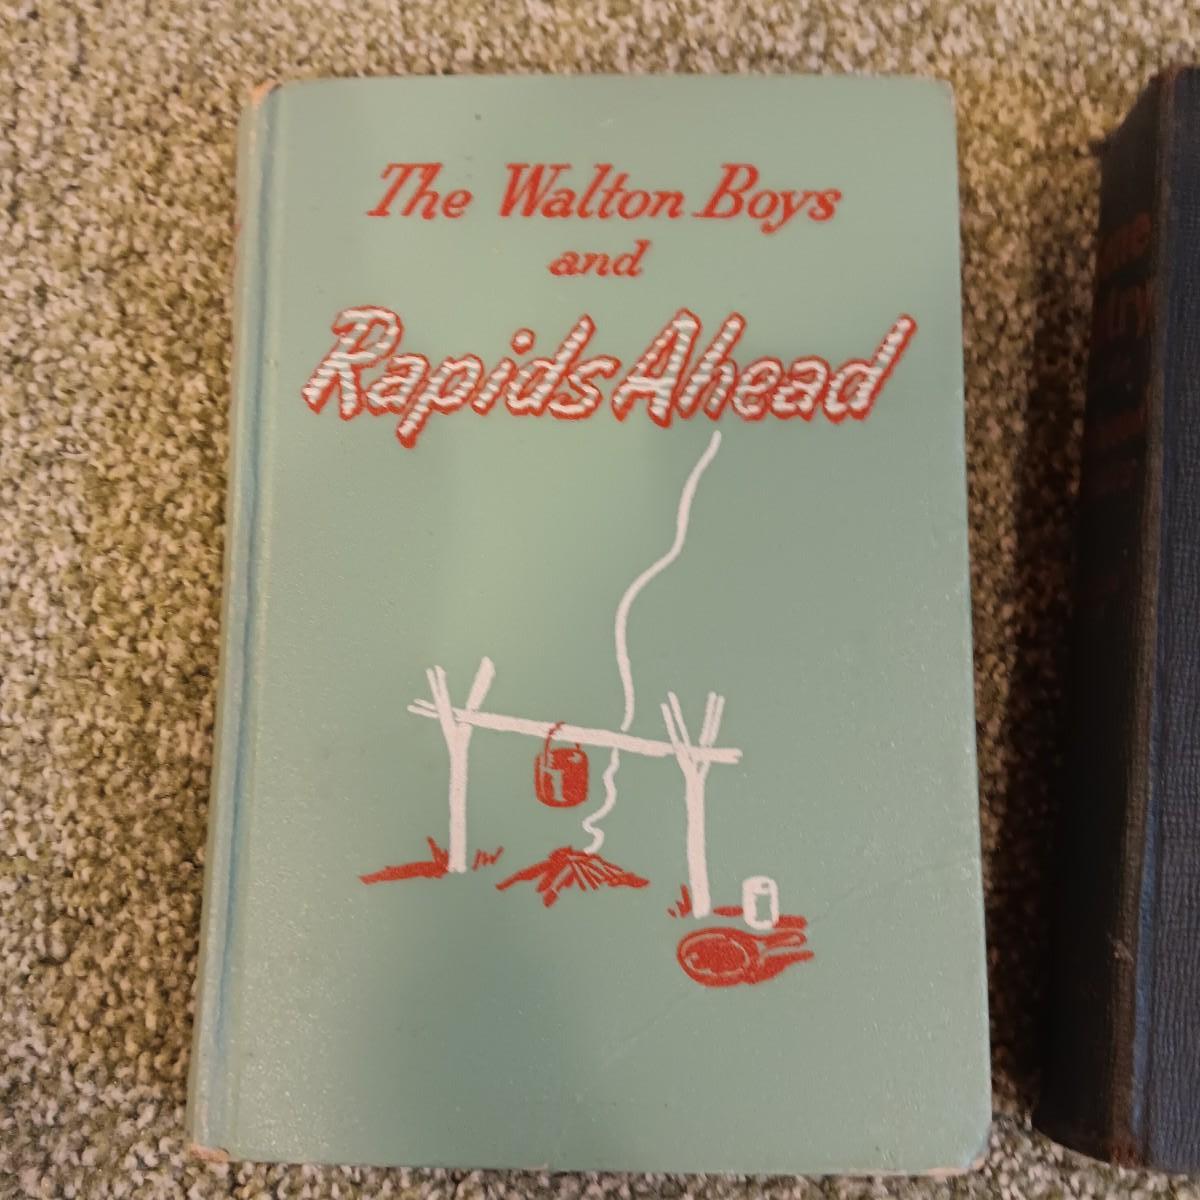 The Walton Boys
and
Rapids Ahead